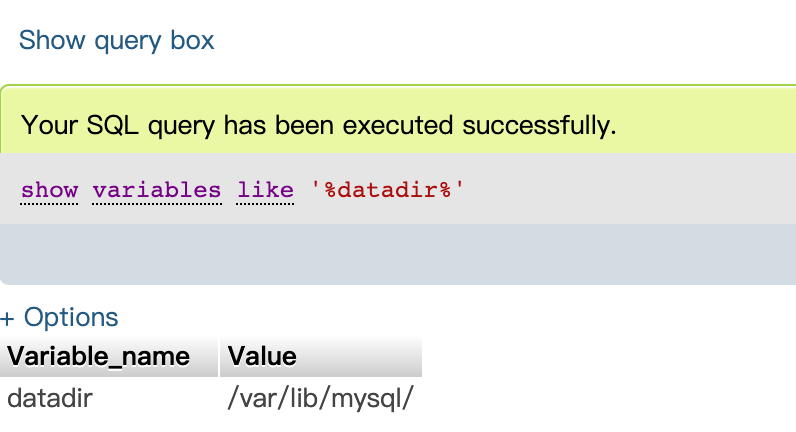 Show query box
Your SQL query has been executed successfully.
show variables like '%datadir%'
+ Options
Variable_name Value
datadir /var/lib/mysql/